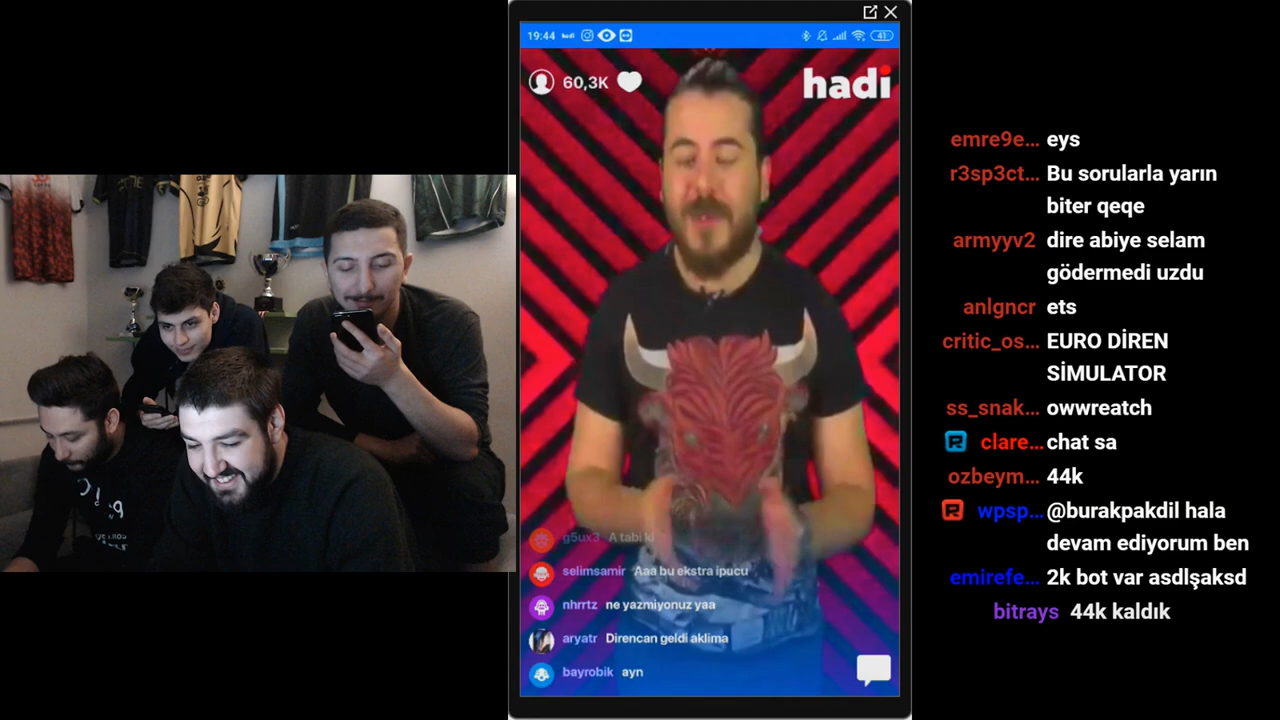 19:44 hadi 41
60,3K
hadi
g5ux3 A tabi ki
selimsamir Aaa bu ekstra ipucu
nhrrtz ne yazmiyonuz yaa
aryatr Direncan geldi aklima
bayrobik ayn
emre9e… eys
r3sp3ct… Bu sorularla yarın
biter qeqe
armyyv2 dire abiye selam
gödermedi uzdu
anlgncr ets
critic_os… EURO DİREN
SİMULATOR
ss_snak… owwreatch
clare… chat sa
ozbeym… 44k
wpsp… @burakpakdil hala
devam ediyorum ben
emirefe… 2k bot var asdlşaksd
bitrays 44k kaldık